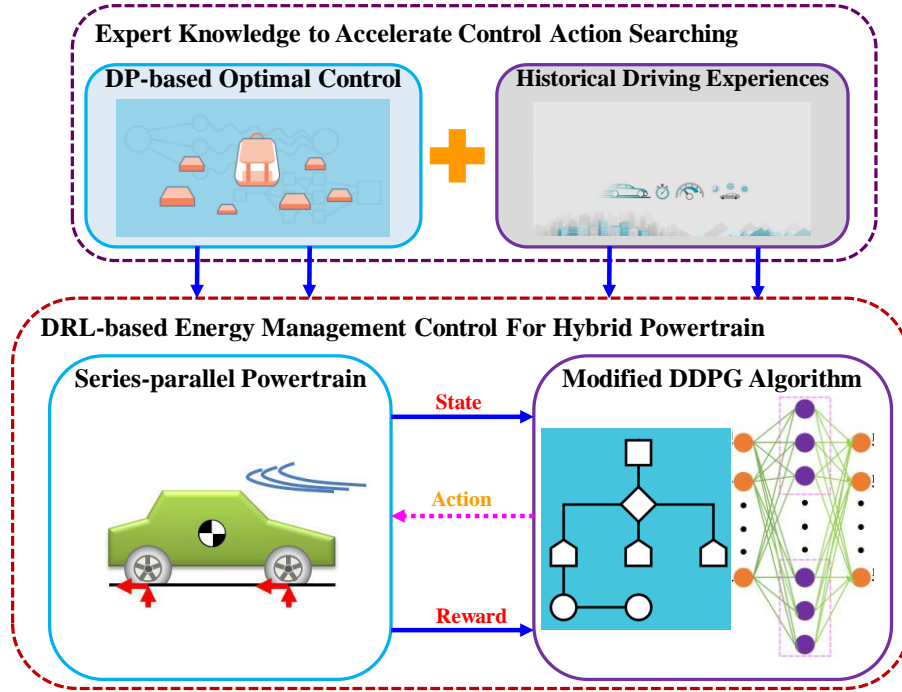 Expert Knowledge to Accelerate Control Action Searching
DP-based Optimal Control
Historical Driving Experiences
DRL-based Energy Management Control For Hybrid Powertrain
Series-parallel Powertrain
Modified DDPG Algorithm
State
Action
Reward